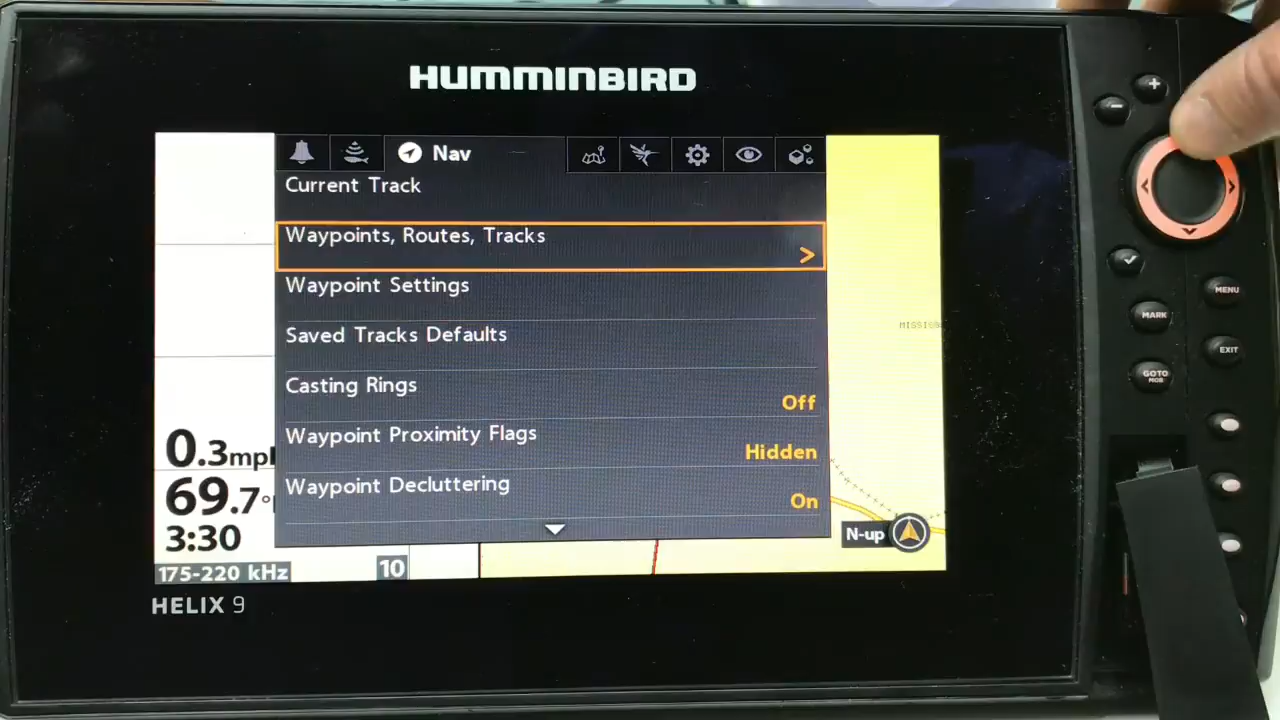 HUMMINBIRD
Nav
Current Track
Waypoints, Routes, Tracks
>
Waypoint Settings
Saved Tracks Defaults
Casting Rings
Off
Waypoint Proximity Flags
Hidden
Waypoint Decluttering
On
0.3mph
69.7°
3:30
175-220 kHz
10
N-up
HELIX 9
+
-
MENU
MARK
EXIT
GOTO
MOB